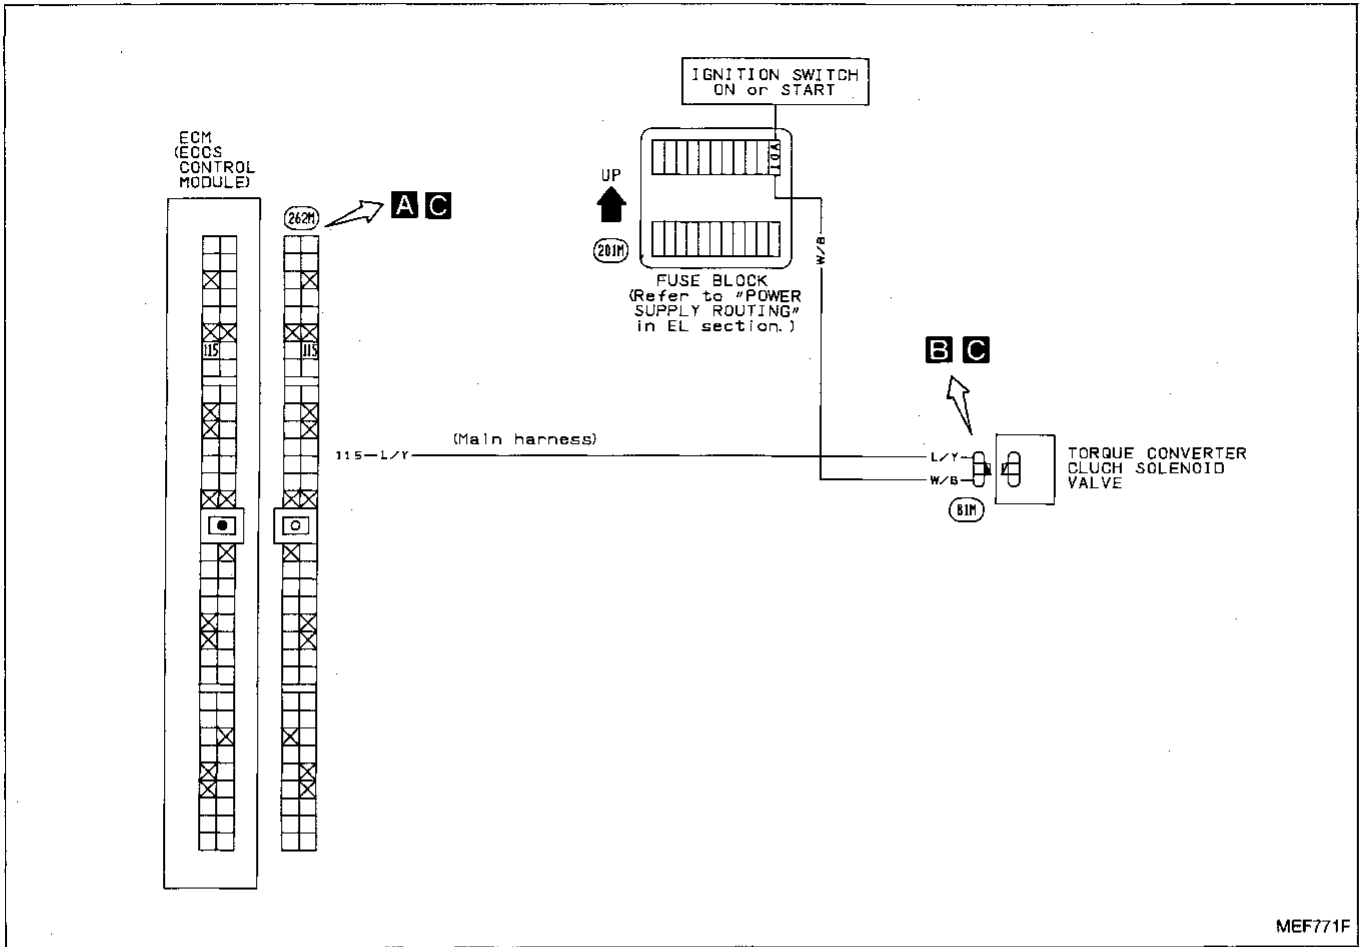 IGNITION SWITCH
ON or START
ECM
(ECCS
CONTROL
MODULE)
262M
A C
UP
10A
201M
W/B
FUSE BLOCK
(Refer to "POWER
SUPPLY ROUTING"
in EL section.)
115
115
B C
115-L/Y
(Main harness)
L/Y
W/B
81M
TORQUE CONVERTER
CLUCH SOLENOID
VALVE
MEF771F